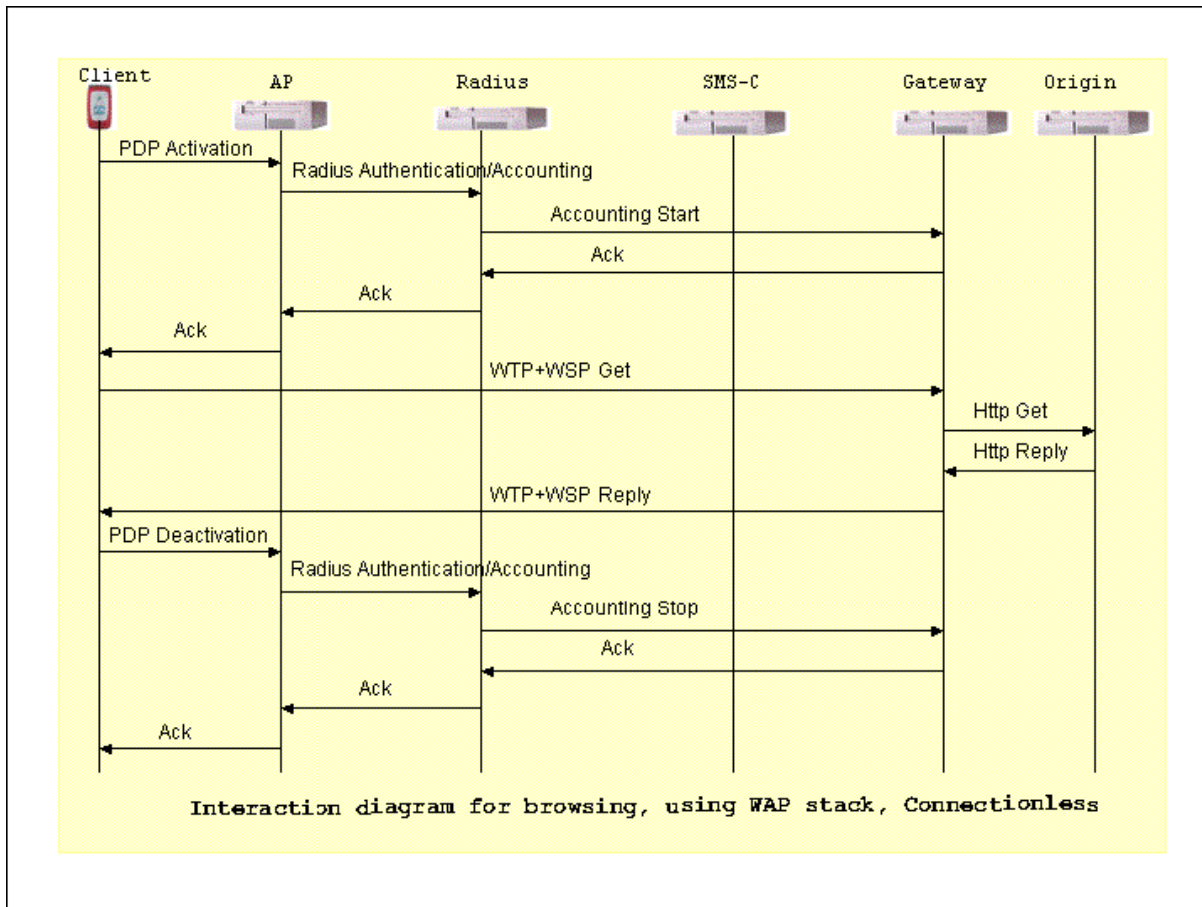 Client
AP
Radius
SMS-C
Gateway
Origin
PDP Activation
Radius Authentication/Accounting
Accounting Start
Ack
Ack
Ack
WTP+WSP Get
Http Get
Http Reply
WTP+WSP Reply
PDP Deactivation
Radius Authentication/Accounting
Accounting Stop
Ack
Ack
Ack
Interaction diagram for browsing, using WAP stack, Connectionless